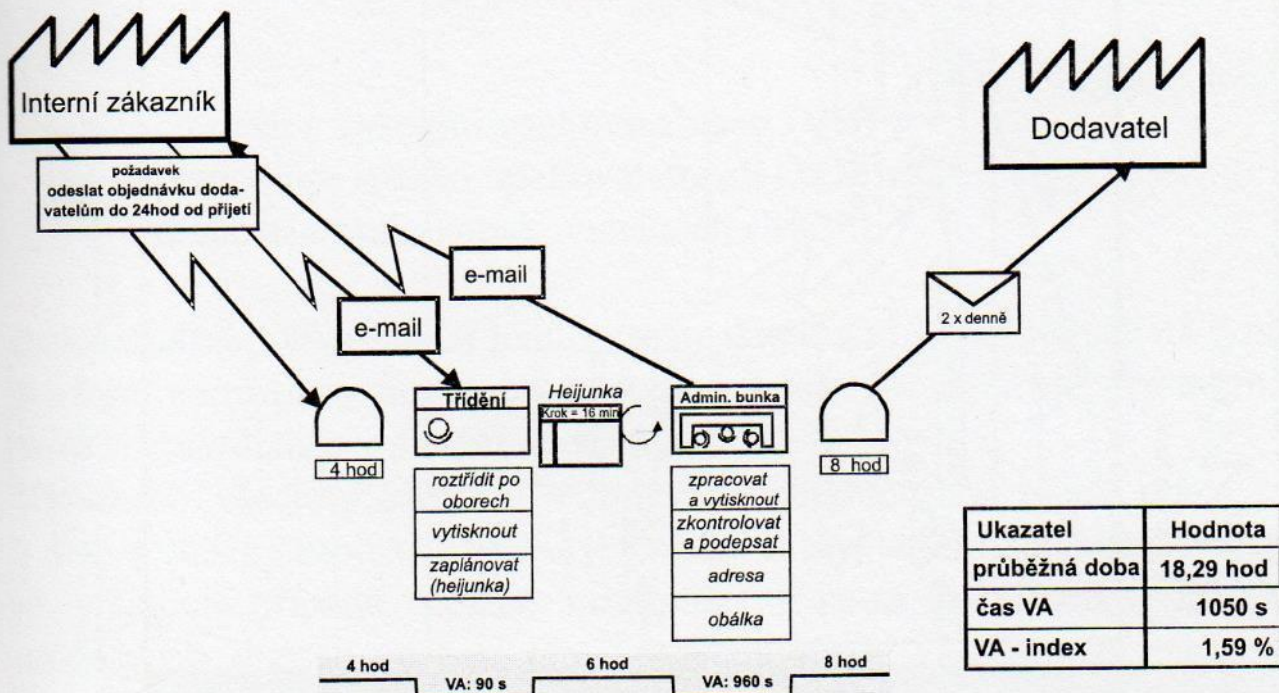 Interní zákazník
Dodavatel
požadavek
odeslat objednávku doda-
vatelům do 24hod od přijetí
e-mail
e-mail
2 x denně
Třídění
Heijunka
Krok = 16 min
Admin. bunka
4 hod
8 hod
roztřídit po
oborech
vytisknout
zaplánovat
(heijunka)
zpracovat
a vytisknout
zkontrolovat
a podepsat
adresa
obálka
Ukazatel Hodnota
průběžná doba 18,29 hod
čas VA 1050 s
VA - index 1,59 %
4 hod 6 hod 8 hod
VA: 90 s VA: 960 s